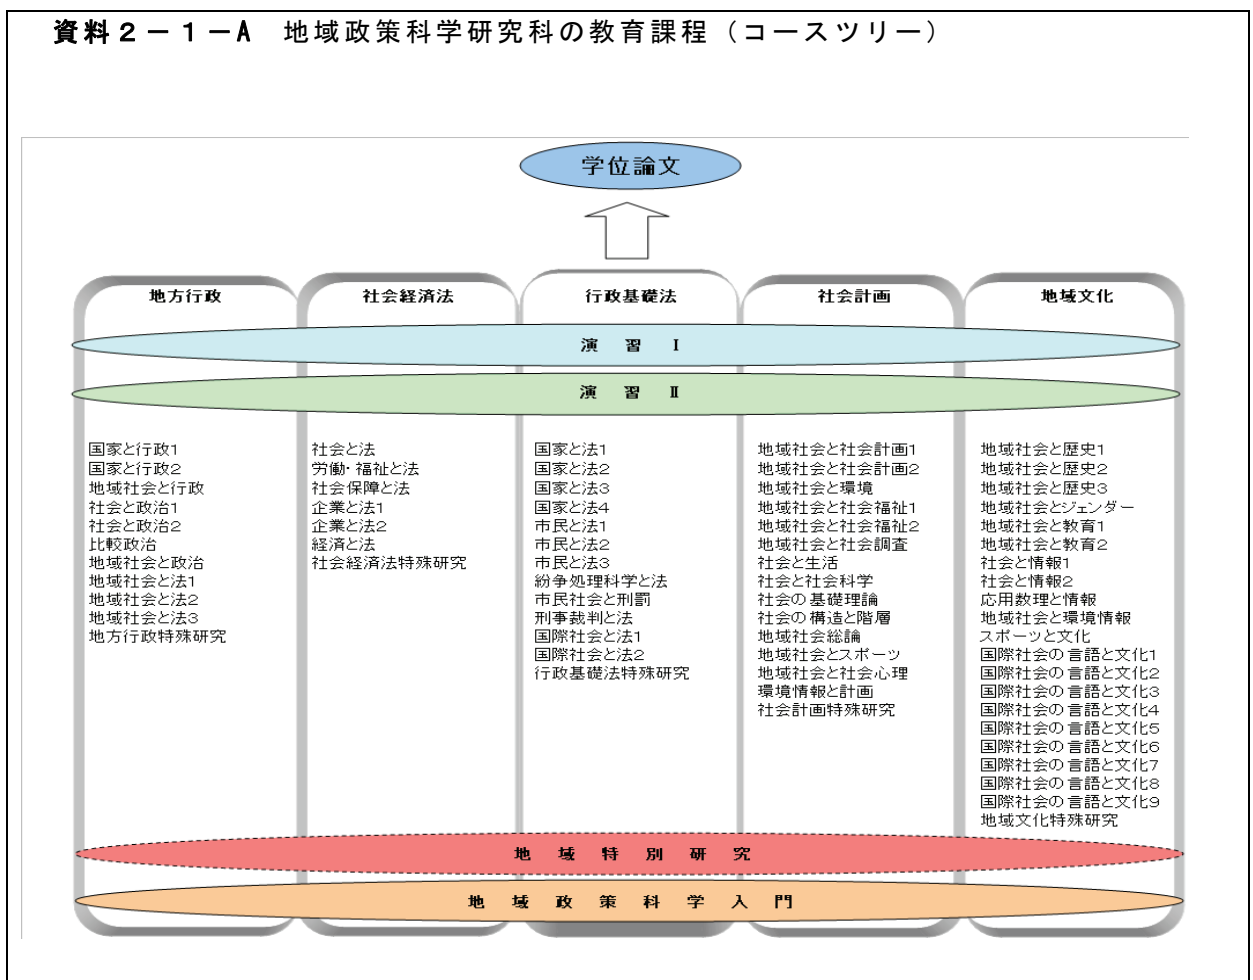 資料２－１－A　地域政策科学研究科の教育課程（コースツリー）
学位論文
地方行政
社会経済法
行政基礎法
社会計画
地域文化
演　習　Ⅰ
演　習　Ⅱ
国家と行政1
国家と行政2
地域社会と行政
社会と政治1
社会と政治2
比較政治
地域社会と政治
地域社会と法1
地域社会と法2
地域社会と法3
地方行政特殊研究
社会と法
労働・福祉と法
社会保障と法
企業と法1
企業と法2
経済と法
社会経済法特殊研究
国家と法1
国家と法2
国家と法3
国家と法4
市民と法1
市民と法2
市民と法3
紛争処理科学と法
市民社会と刑罰
刑事裁判と法
国際社会と法1
国際社会と法2
行政基礎法特殊研究
地域社会と社会計画1
地域社会と社会計画2
地域社会と環境
地域社会と社会福祉1
地域社会と社会福祉2
地域社会と社会調査
社会と生活
社会と社会科学
社会の基礎理論
社会の構造と階層
地域社会総論
地域社会とスポーツ
地域社会と社会心理
環境情報と計画
社会計画特殊研究
地域社会と歴史1
地域社会と歴史2
地域社会と歴史3
地域社会とジェンダー
地域社会と教育1
地域社会と教育2
社会と情報1
社会と情報2
応用数理と情報
地域社会と環境情報
スポーツと文化
国際社会の言語と文化1
国際社会の言語と文化2
国際社会の言語と文化3
国際社会の言語と文化4
国際社会の言語と文化5
国際社会の言語と文化6
国際社会の言語と文化7
国際社会の言語と文化8
国際社会の言語と文化9
地域文化特殊研究
地　域　特　別　研　究
地　域　政　策　科　学　入　門